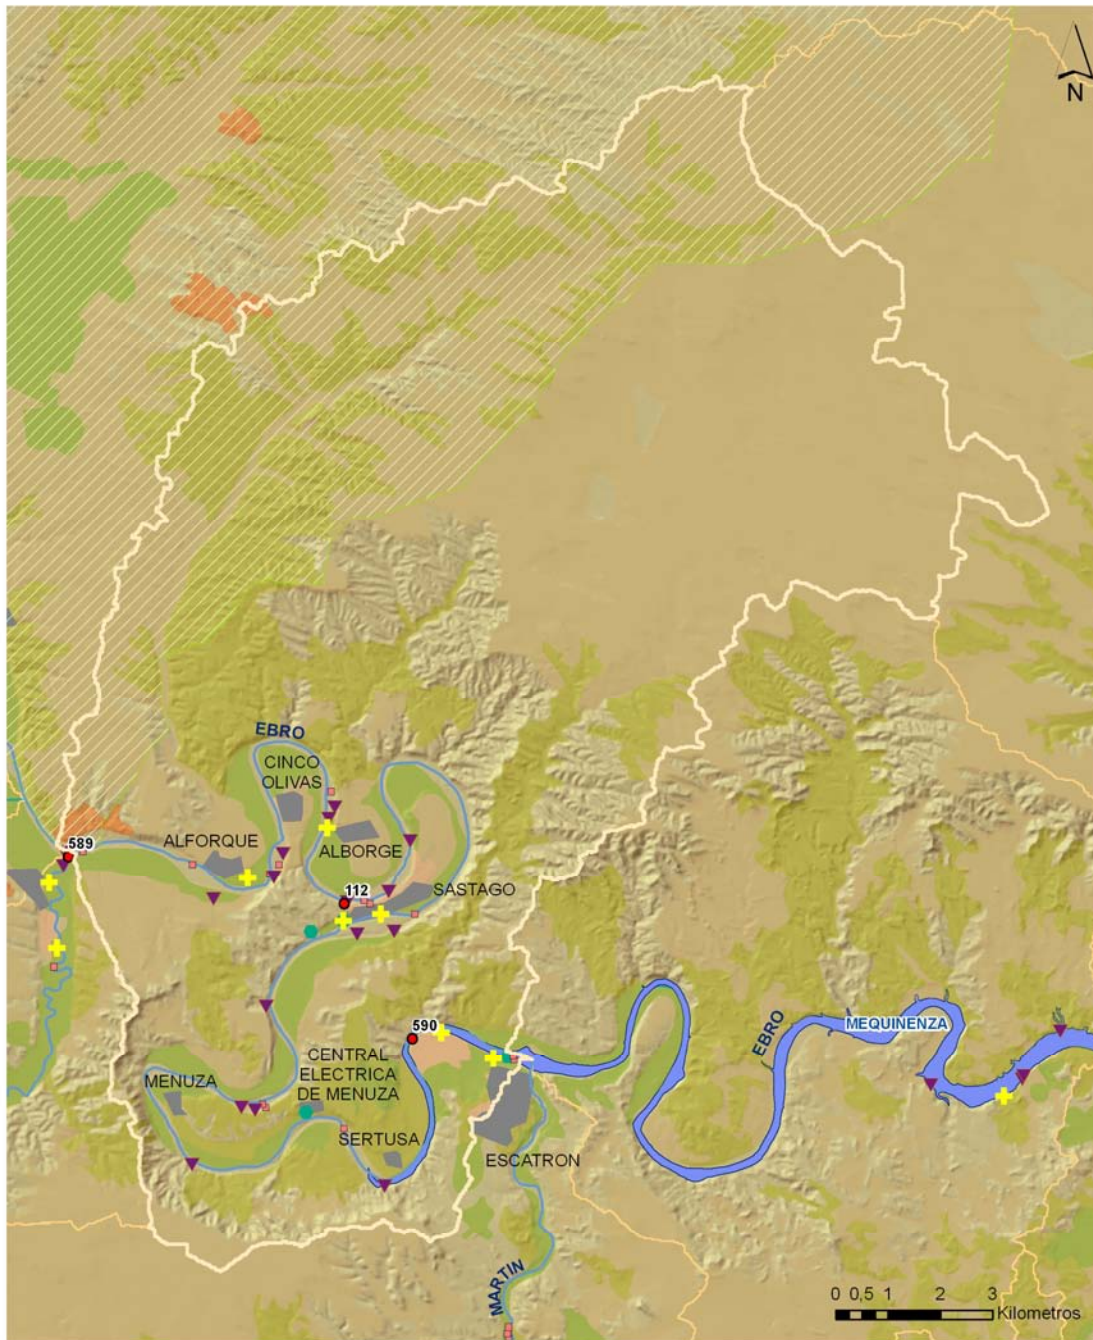 N
EBRO
CINCO
OLIVAS
.589
ALFORQUE
ALBORGE
112
SASTAGO
590
EBRO
MEQUINENZA
CENTRAL
ELECTRICA
DE MENUZA
MENUZA
SERTUSA
ESCATRON
MARTIN
0 0,5 1 2 3
Kilometros